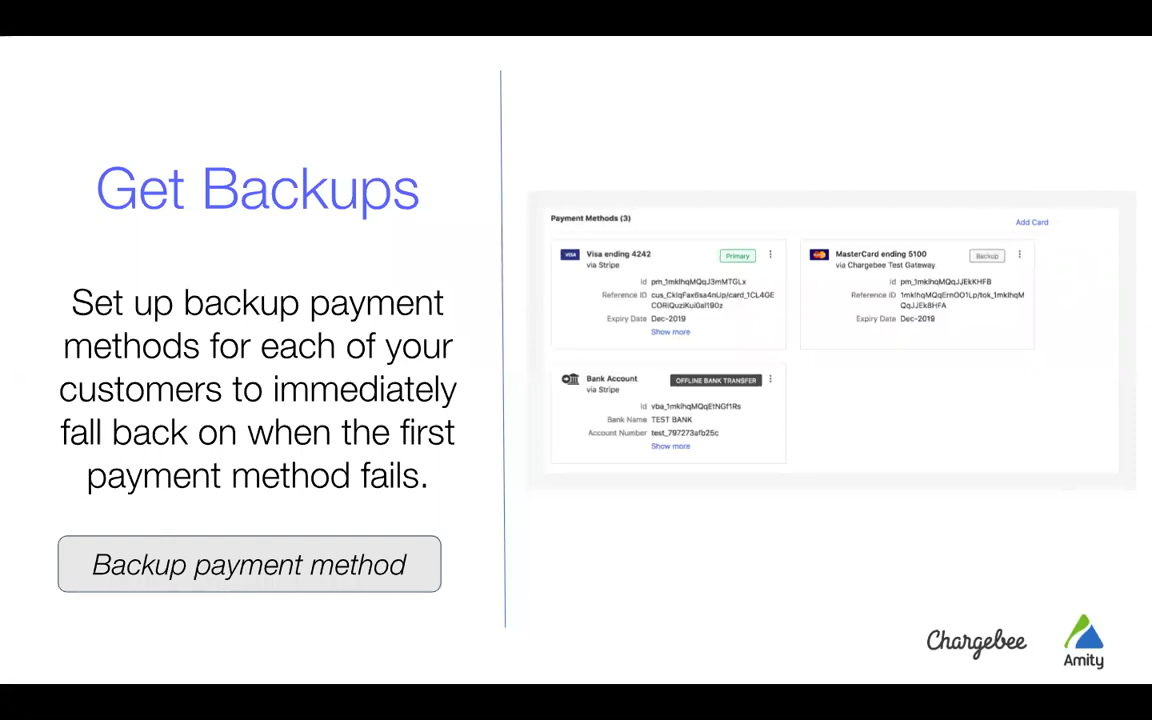 Get Backups
Set up backup payment
methods for each of your
customers to immediately
fall back on when the first
payment method fails.
Backup payment method
Payment Methods (3)
Add Card
VISA
Visa ending 4242
Primary
via Stripe
Id
Reference ID
Expiry Date Dec-2019
Show more
MasterCard ending 5100
Backup
via Chargebee Test Gateway
Id
Reference ID
Expiry Date Dec-2019
Bank Account
OFFLINE BANK TRANSFER
via Stripe
Id
Bank Name TEST BANK
Account Number test_797273afb25c
Show more
Chargebee
Amity